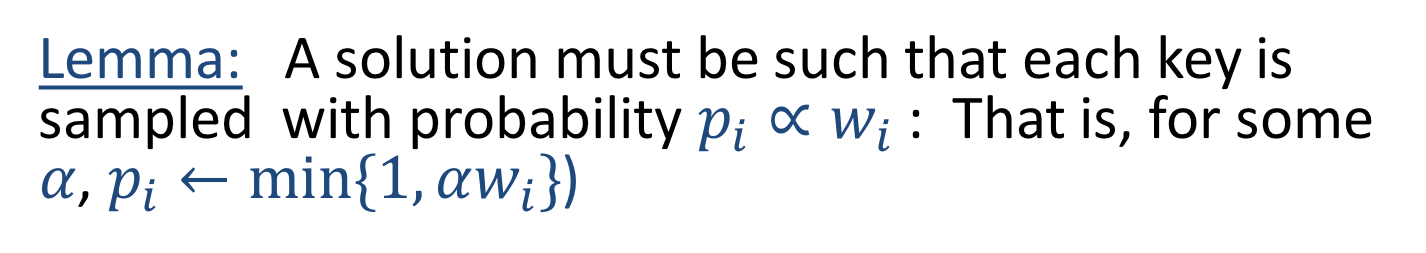 Lemma: A solution must be such that each key is
sampled with probability pᵢ ∝ wᵢ : That is, for some
α, pᵢ ← min{1, αwᵢ})